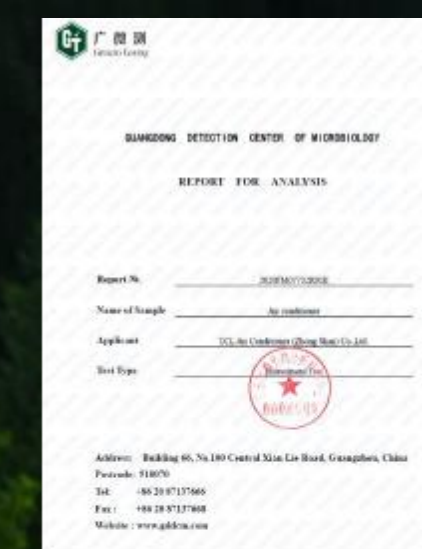 广微测
GUANGDONG DETECTION CENTER OF MICROBIOLOGY
REPORT FOR ANALYSIS
Report №.
Name of Sample Air conditioner
Applicant TCL Air Conditioner (Zhong Shan) Co.,Ltd.
Test Type
Address: Building 66, No.100 Central Xian Lie Road, Guangzhou, China
Postcode: 510070
Tel: +86 20 87137666
Fax: +86 20 87137668
Website: www.gddcm.com